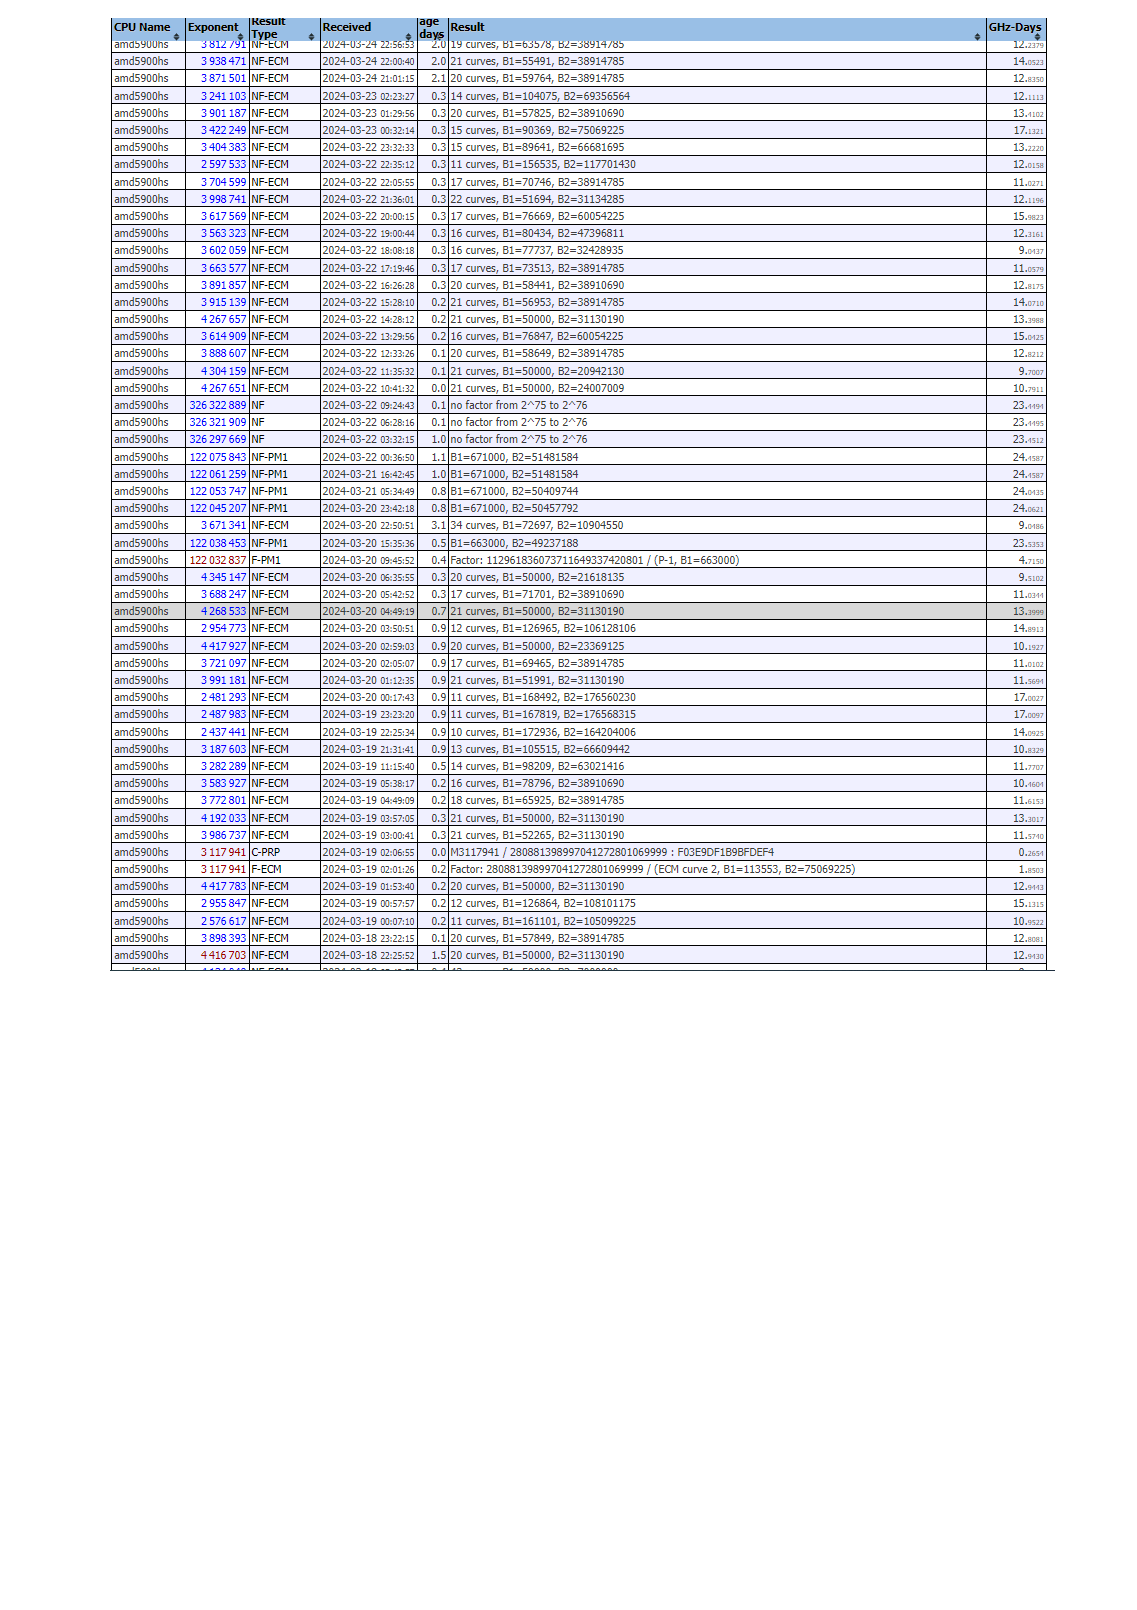 CPU Name Exponent Result Type Received age days Result GHz-Days
amd5900hs 3 812 791 NF-ECM 2024-03-24 22:56:53 2.0 19 curves, B1=63578, B2=38914785 12.2379
amd5900hs 3 938 471 NF-ECM 2024-03-24 22:00:40 2.0 21 curves, B1=55491, B2=38914785 14.0523
amd5900hs 3 871 501 NF-ECM 2024-03-24 21:01:15 2.1 20 curves, B1=59764, B2=38914785 12.8350
amd5900hs 3 241 103 NF-ECM 2024-03-23 02:23:27 0.3 14 curves, B1=104075, B2=69356564 12.1113
amd5900hs 3 901 187 NF-ECM 2024-03-23 01:29:56 0.3 20 curves, B1=57825, B2=38910690 13.4102
amd5900hs 3 422 249 NF-ECM 2024-03-23 00:32:14 0.3 15 curves, B1=90369, B2=75069225 17.1321
amd5900hs 3 404 383 NF-ECM 2024-03-22 23:32:33 0.3 15 curves, B1=89641, B2=66681695 13.2220
amd5900hs 2 597 533 NF-ECM 2024-03-22 22:35:12 0.3 11 curves, B1=156535, B2=117701430 12.0158
amd5900hs 3 704 599 NF-ECM 2024-03-22 22:05:55 0.3 17 curves, B1=70746, B2=38914785 11.0271
amd5900hs 3 998 741 NF-ECM 2024-03-22 21:36:01 0.3 22 curves, B1=51694, B2=31134285 12.1196
amd5900hs 3 617 569 NF-ECM 2024-03-22 20:00:15 0.3 17 curves, B1=76669, B2=60054225 15.9823
amd5900hs 3 563 323 NF-ECM 2024-03-22 19:00:44 0.3 16 curves, B1=80434, B2=47396811 12.3161
amd5900hs 3 602 059 NF-ECM 2024-03-22 18:08:18 0.3 16 curves, B1=77737, B2=32428935 9.0437
amd5900hs 3 663 577 NF-ECM 2024-03-22 17:19:46 0.3 17 curves, B1=73513, B2=38914785 11.0579
amd5900hs 3 891 857 NF-ECM 2024-03-22 16:26:28 0.3 20 curves, B1=58441, B2=38910690 12.8175
amd5900hs 3 915 139 NF-ECM 2024-03-22 15:28:10 0.2 21 curves, B1=56953, B2=38914785 14.0710
amd5900hs 4 267 657 NF-ECM 2024-03-22 14:28:12 0.2 21 curves, B1=50000, B2=31130190 13.3988
amd5900hs 3 614 909 NF-ECM 2024-03-22 13:29:56 0.2 16 curves, B1=76847, B2=60054225 15.0425
amd5900hs 3 888 607 NF-ECM 2024-03-22 12:33:26 0.1 20 curves, B1=58649, B2=38914785 12.8212
amd5900hs 4 304 159 NF-ECM 2024-03-22 11:35:32 0.1 21 curves, B1=50000, B2=20942130 9.7007
amd5900hs 4 267 651 NF-ECM 2024-03-22 10:41:32 0.0 21 curves, B1=50000, B2=24007009 10.7911
amd5900hs 326 322 889 NF 2024-03-22 09:24:43 0.1 no factor from 2^75 to 2^76 23.4494
amd5900hs 326 321 909 NF 2024-03-22 06:28:16 0.1 no factor from 2^75 to 2^76 23.4495
amd5900hs 326 297 669 NF 2024-03-22 03:32:15 1.0 no factor from 2^75 to 2^76 23.4512
amd5900hs 122 075 843 NF-PM1 2024-03-22 00:36:50 1.1 B1=671000, B2=51481584 24.4587
amd5900hs 122 061 259 NF-PM1 2024-03-21 16:42:45 1.0 B1=671000, B2=51481584 24.4587
amd5900hs 122 053 747 NF-PM1 2024-03-21 05:34:49 0.8 B1=671000, B2=50409744 24.0435
amd5900hs 122 045 207 NF-PM1 2024-03-20 23:42:18 0.8 B1=671000, B2=50457792 24.0621
amd5900hs 3 671 341 NF-ECM 2024-03-20 22:50:51 3.1 34 curves, B1=72697, B2=10904550 9.0486
amd5900hs 122 038 453 NF-PM1 2024-03-20 15:35:36 0.5 B1=663000, B2=49237188 23.5353
amd5900hs 122 032 837 F-PM1 2024-03-20 09:45:52 0.4 Factor: 112961836073711649337420801 / (P-1, B1=663000) 4.7150
amd5900hs 4 345 147 NF-ECM 2024-03-20 06:35:55 0.3 20 curves, B1=50000, B2=21618135 9.5102
amd5900hs 3 688 247 NF-ECM 2024-03-20 05:42:52 0.3 17 curves, B1=71701, B2=38910690 11.0344
amd5900hs 4 268 533 NF-ECM 2024-03-20 04:49:19 0.7 21 curves, B1=50000, B2=31130190 13.3999
amd5900hs 2 954 773 NF-ECM 2024-03-20 03:50:51 0.9 12 curves, B1=126965, B2=106128106 14.8913
amd5900hs 4 417 927 NF-ECM 2024-03-20 02:59:03 0.9 20 curves, B1=50000, B2=23369125 10.1927
amd5900hs 3 721 097 NF-ECM 2024-03-20 02:05:07 0.9 17 curves, B1=69465, B2=38914785 11.0102
amd5900hs 3 991 181 NF-ECM 2024-03-20 01:12:35 0.9 21 curves, B1=51991, B2=31130190 11.5694
amd5900hs 2 481 293 NF-ECM 2024-03-20 00:17:43 0.9 11 curves, B1=168492, B2=176560230 17.0027
amd5900hs 2 487 983 NF-ECM 2024-03-19 23:23:20 0.9 11 curves, B1=167819, B2=176568315 17.0097
amd5900hs 2 437 441 NF-ECM 2024-03-19 22:25:34 0.9 10 curves, B1=172936, B2=164204006 14.0925
amd5900hs 3 187 603 NF-ECM 2024-03-19 21:31:41 0.9 13 curves, B1=105515, B2=66609442 10.8329
amd5900hs 3 282 289 NF-ECM 2024-03-19 11:15:40 0.5 14 curves, B1=98209, B2=63021416 11.7707
amd5900hs 3 583 927 NF-ECM 2024-03-19 05:38:17 0.2 16 curves, B1=78796, B2=38910690 10.4604
amd5900hs 3 772 801 NF-ECM 2024-03-19 04:49:09 0.2 18 curves, B1=65925, B2=38914785 11.6153
amd5900hs 4 192 033 NF-ECM 2024-03-19 03:57:05 0.3 21 curves, B1=50000, B2=31130190 13.3017
amd5900hs 3 986 737 NF-ECM 2024-03-19 03:00:41 0.3 21 curves, B1=52265, B2=31130190 11.5740
amd5900hs 3 117 941 C-PRP 2024-03-19 02:06:55 0.0 M3117941 / 280881398997041272801069999 : F03E9DF1B9BFDEF4 0.2654
amd5900hs 3 117 941 F-ECM 2024-03-19 02:01:26 0.2 Factor: 280881398997041272801069999 / (ECM curve 2, B1=113553, B2=75069225) 1.8503
amd5900hs 4 417 783 NF-ECM 2024-03-19 01:53:40 0.2 20 curves, B1=50000, B2=31130190 12.9443
amd5900hs 2 955 847 NF-ECM 2024-03-19 00:57:57 0.2 12 curves, B1=126864, B2=108101175 15.1315
amd5900hs 2 576 617 NF-ECM 2024-03-19 00:07:10 0.2 11 curves, B1=161101, B2=105099225 10.9522
amd5900hs 3 898 393 NF-ECM 2024-03-18 23:22:15 0.1 20 curves, B1=57849, B2=38914785 12.8081
amd5900hs 4 416 703 NF-ECM 2024-03-18 22:25:52 1.5 20 curves, B1=50000, B2=31130190 12.9430